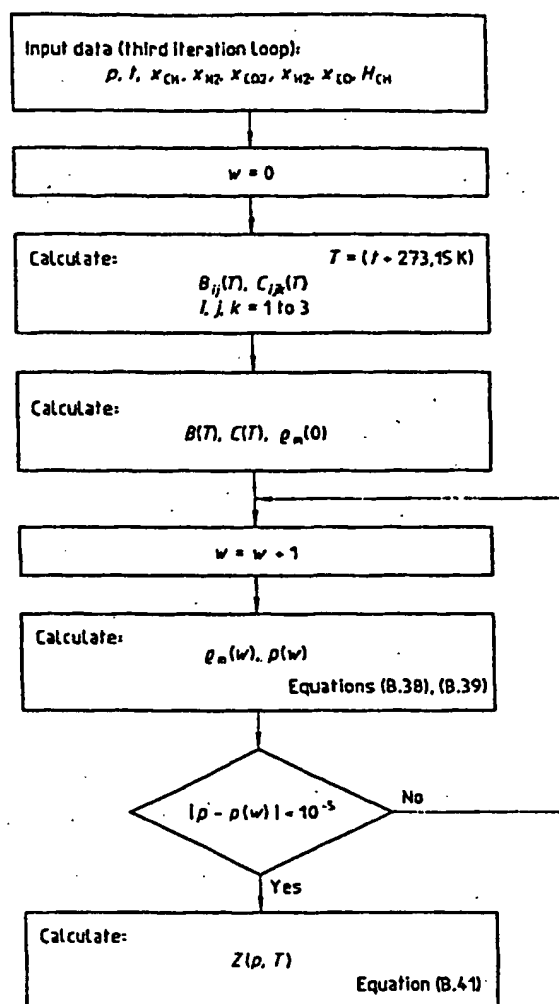 Input data (third iteration loop):
p, t, x_CH, x_H2, x_CO2, x_H2, x_CO, H_CH
w = 0
Calculate: T = (t + 273,15 K)
B_ij(T), C_ijk(T)
i, j, k = 1 to 3
Calculate:
B(T), C(T), ϱ_m(0)
w = w + 1
Calculate:
ϱ_m(w), p(w)
Equations (B.38), (B.39)
|p - p(w)| < 10^-5
No
Yes
Calculate:
Z(p, T)
Equation (B.41)